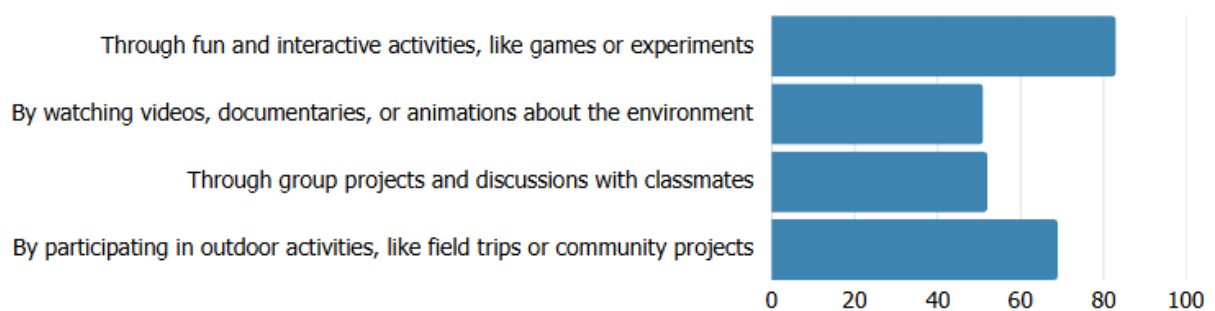 Through fun and interactive activities, like games or experiments
By watching videos, documentaries, or animations about the environment
Through group projects and discussions with classmates
By participating in outdoor activities, like field trips or community projects
0 20 40 60 80 100